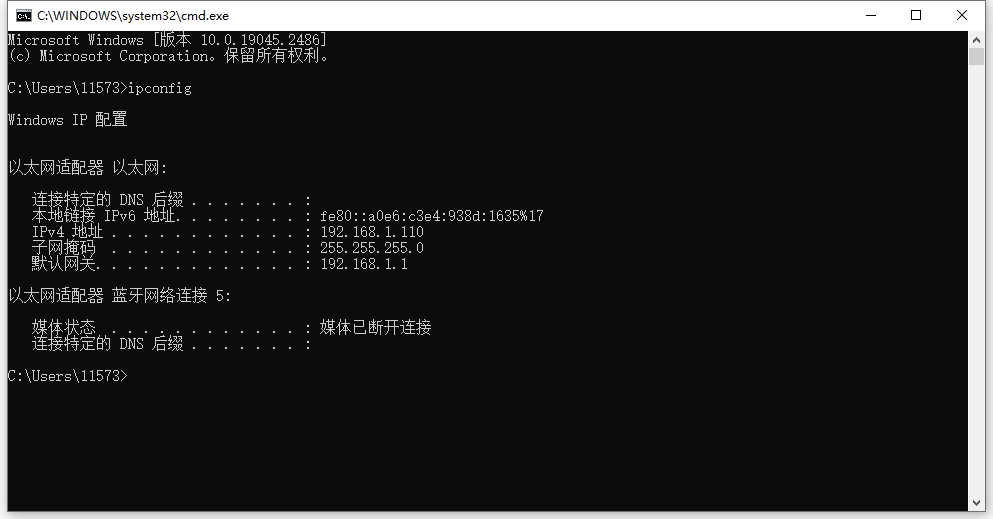 C:\WINDOWS\system32\cmd.exe
Microsoft Windows [版本 10.0.19045.2486]
(c) Microsoft Corporation。保留所有权利。
C:\Users\11573>ipconfig
Windows IP 配置
以太网适配器 以太网:
连接特定的 DNS 后缀 . . . . . . . :
本地链接 IPv6 地址. . . . . . . . : fe80::a0e6:c3e4:938d:1635%17
IPv4 地址 . . . . . . . . . . . . : 192.168.1.110
子网掩码  . . . . . . . . . . . . : 255.255.255.0
默认网关. . . . . . . . . . . . . : 192.168.1.1
以太网适配器 蓝牙网络连接 5:
媒体状态  . . . . . . . . . . . . : 媒体已断开连接
连接特定的 DNS 后缀 . . . . . . . :
C:\Users\11573>